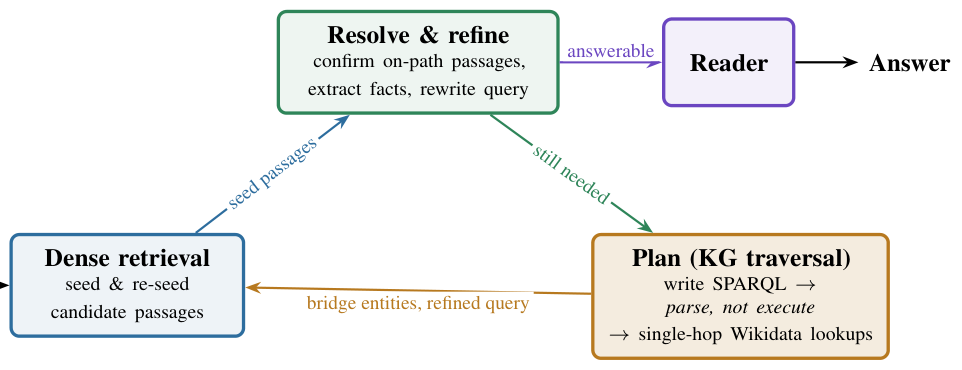 Resolve & refine
confirm on-path passages,
extract facts, rewrite query
answerable
Reader
Answer
seed passages
still needed
Dense retrieval
seed & re-seed
candidate passages
bridge entities, refined query
Plan (KG traversal)
write SPARQL →
parse, not execute
→ single-hop Wikidata lookups